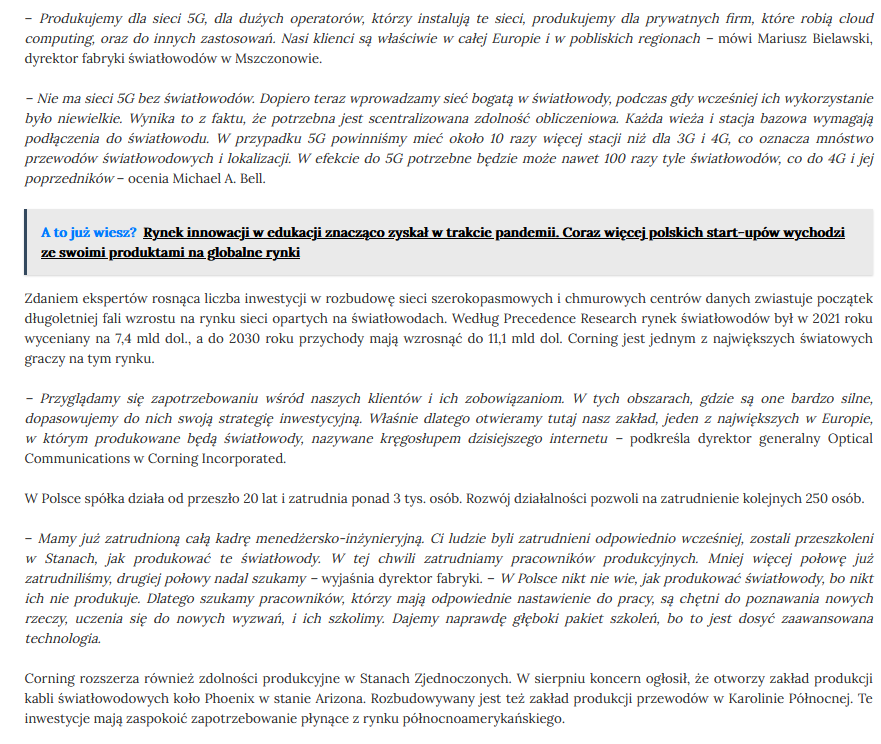 – Produkujemy dla sieci 5G, dla dużych operatorów, którzy instalują te sieci, produkujemy dla prywatnych firm, które robią cloud
computing, oraz do innych zastosowań. Nasi klienci są właściwie w całej Europie i w pobliskich regionach – mówi Mariusz Bielawski,
dyrektor fabryki światłowodów w Mszczonowie.
– Nie ma sieci 5G bez światłowodów. Dopiero teraz wprowadzamy sieć bogatą w światłowody, podczas gdy wcześniej ich wykorzystanie
było niewielkie. Wynika to z faktu, że potrzebna jest scentralizowana zdolność obliczeniowa. Każda wieża i stacja bazowa wymagają
podłączenia do światłowodu. W przypadku 5G powinniśmy mieć około 10 razy więcej stacji niż dla 3G i 4G, co oznacza mnóstwo
przewodów światłowodowych i lokalizacji. W efekcie do 5G potrzebne będzie może nawet 100 razy tyle światłowodów, co do 4G i jej
poprzedników – ocenia Michael A. Bell.
A to już wiesz? Rynek innowacji w edukacji znacząco zyskał w trakcie pandemii. Coraz więcej polskich start-upów wychodzi
ze swoimi produktami na globalne rynki
Zdaniem ekspertów rosnąca liczba inwestycji w rozbudowę sieci szerokopasmowych i chmurowych centrów danych zwiastuje początek
długoletniej fali wzrostu na rynku sieci opartych na światłowodach. Według Precedence Research rynek światłowodów był w 2021 roku
wyceniany na 7,4 mld dol., a do 2030 roku przychody mają wzrosnąć do 11,1 mld dol. Corning jest jednym z największych światowych
graczy na tym rynku.
– Przyglądamy się zapotrzebowaniu wśród naszych klientów i ich zobowiązaniom. W tych obszarach, gdzie są one bardzo silne,
dopasowujemy do nich swoją strategię inwestycyjną. Właśnie dlatego otwieramy tutaj nasz zakład, jeden z największych w Europie,
w którym produkowane będą światłowody, nazywane kręgosłupem dzisiejszego internetu – podkreśla dyrektor generalny Optical
Communications w Corning Incorporated.
W Polsce spółka działa od przeszło 20 lat i zatrudnia ponad 3 tys. osób. Rozwój działalności pozwoli na zatrudnienie kolejnych 250 osób.
– Mamy już zatrudnioną całą kadrę menedżersko-inżynieryjną. Ci ludzie byli zatrudnieni odpowiednio wcześniej, zostali przeszkoleni
w Stanach, jak produkować te światłowody. W tej chwili zatrudniamy pracowników produkcyjnych. Mniej więcej połowę już
zatrudniliśmy, drugiej połowy nadal szukamy – wyjaśnia dyrektor fabryki. – W Polsce nikt nie wie, jak produkować światłowody, bo nikt
ich nie produkuje. Dlatego szukamy pracowników, którzy mają odpowiednie nastawienie do pracy, są chętni do poznawania nowych
rzeczy, uczenia się do nowych wyzwań, i ich szkolimy. Dajemy naprawdę głęboki pakiet szkoleń, bo to jest dosyć zaawansowana
technologia.
Corning rozszerza również zdolności produkcyjne w Stanach Zjednoczonych. W sierpniu koncern ogłosił, że otworzy zakład produkcji
kabli światłowodowych koło Phoenix w stanie Arizona. Rozbudowywany jest też zakład produkcji przewodów w Karolinie Północnej. Te
inwestycje mają zaspokoić zapotrzebowanie płynące z rynku północnoamerykańskiego.